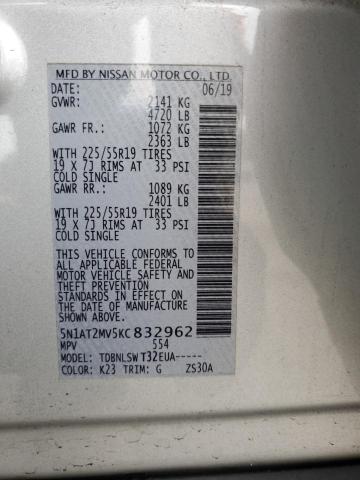 MFD BY NISSAN MOTOR CO., LTD.
DATE: 06/19
GVWR: 2141 KG
4720 LB
GAWR FR.: 1072 KG
2363 LB
WITH 225/55R19 TIRES
19 X 7J RIMS AT 33 PSI
COLD SINGLE
GAWR RR.: 1089 KG
2401 LB
WITH 225/55R19 TIRES
19 X 7J RIMS AT 33 PSI
COLD SINGLE
THIS VEHICLE CONFORMS TO
ALL APPLICABLE FEDERAL
MOTOR VEHICLE SAFETY
AND THEFT PREVENTION
STANDARDS IN EFFECT ON
THE DATE OF MANUFACTURE
SHOWN ABOVE.
5N1AT2MV5KC832962
MPV 554
MODEL: TDBNLSWT32EUA----
COLOR: K23 TRIM: G ZS30A